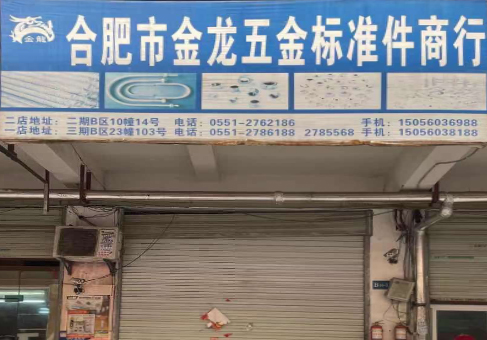 合肥市金龙五金标准件商行
金龍
二店地址：二期B区10幢14号 电话：0551-2762186 手机：15056036988
一店地址：三期B区23幢103号 电话：0551-2786188 2785568 手机：15056038188